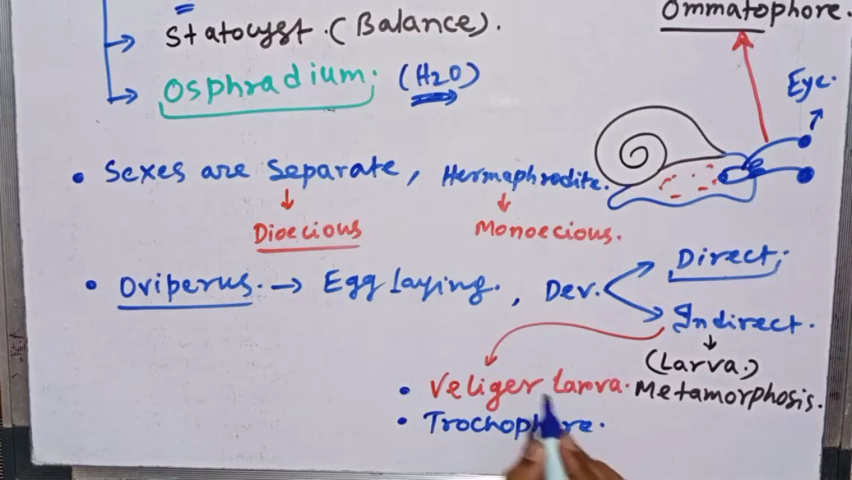 Ommatophore.
Statocyst. (Balance).
Eye.
Osphradium. (H2O)
• Sexes are Separate, Hermaphrodite.
Dioecious Monoecious.
Direct.
• Oviperus. → Egg laying. , Dev.
Indirect.
(Larva.)
• Veliger Larva. Metamorphosis.
• Trochophore.